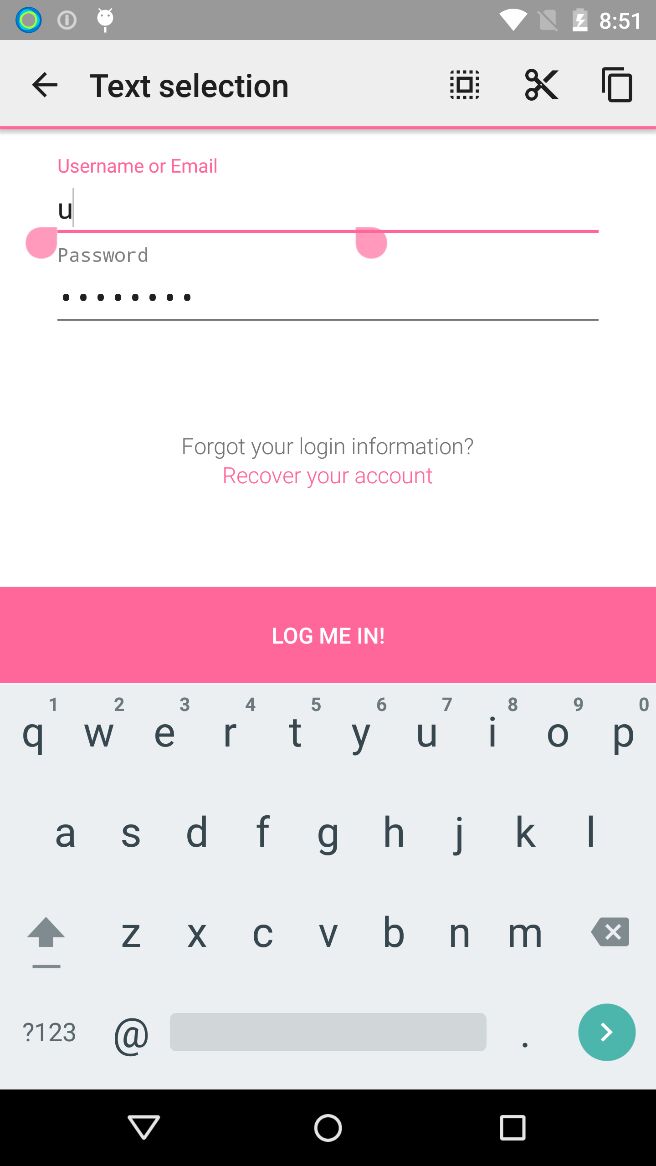 8:51
Text selection
Username or Email
u
Password
••••••••
Forgot your login information?
Recover your account
LOG ME IN!
1 2 3 4 5 6 7 8 9 0
q w e r t y u i o p
a s d f g h j k l
z x c v b n m
?123 @ .